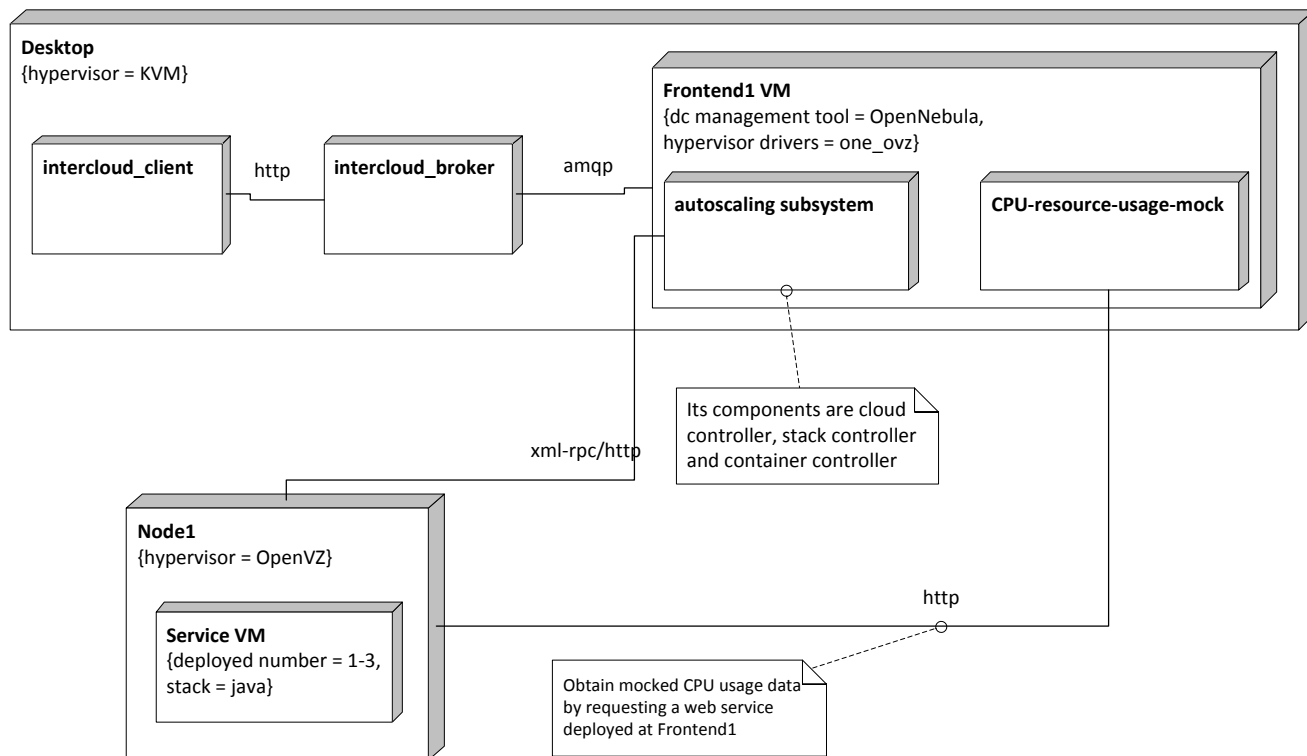 Desktop
{hypervisor = KVM}
Frontend1 VM
{dc management tool = OpenNebula,
hypervisor drivers = one_ovz}
intercloud_client
http
intercloud_broker
amqp
autoscaling subsystem
CPU-resource-usage-mock
Its components are cloud
controller, stack controller
and container controller
xml-rpc/http
Node1
{hypervisor = OpenVZ}
http
Service VM
{deployed number = 1-3,
stack = java}
Obtain mocked CPU usage data
by requesting a web service
deployed at Frontend1